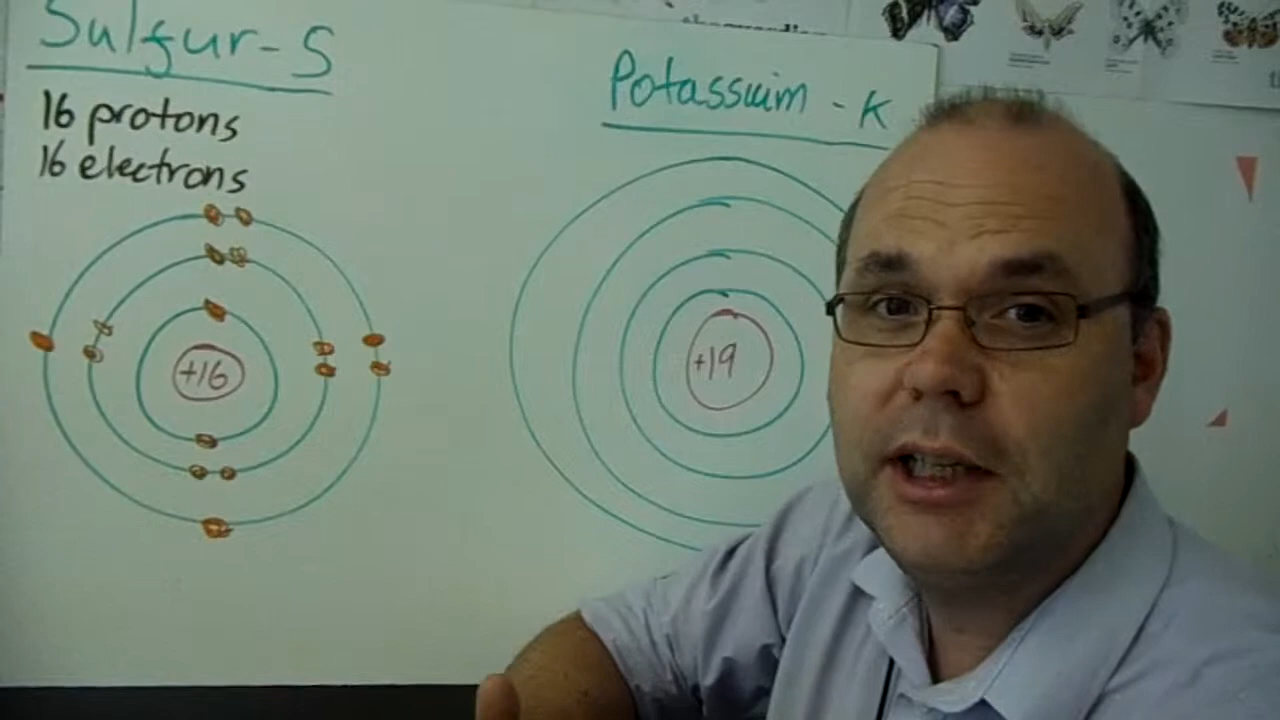 Sulfur - S
16 protons
16 electrons
+16
Potassium - K
+19